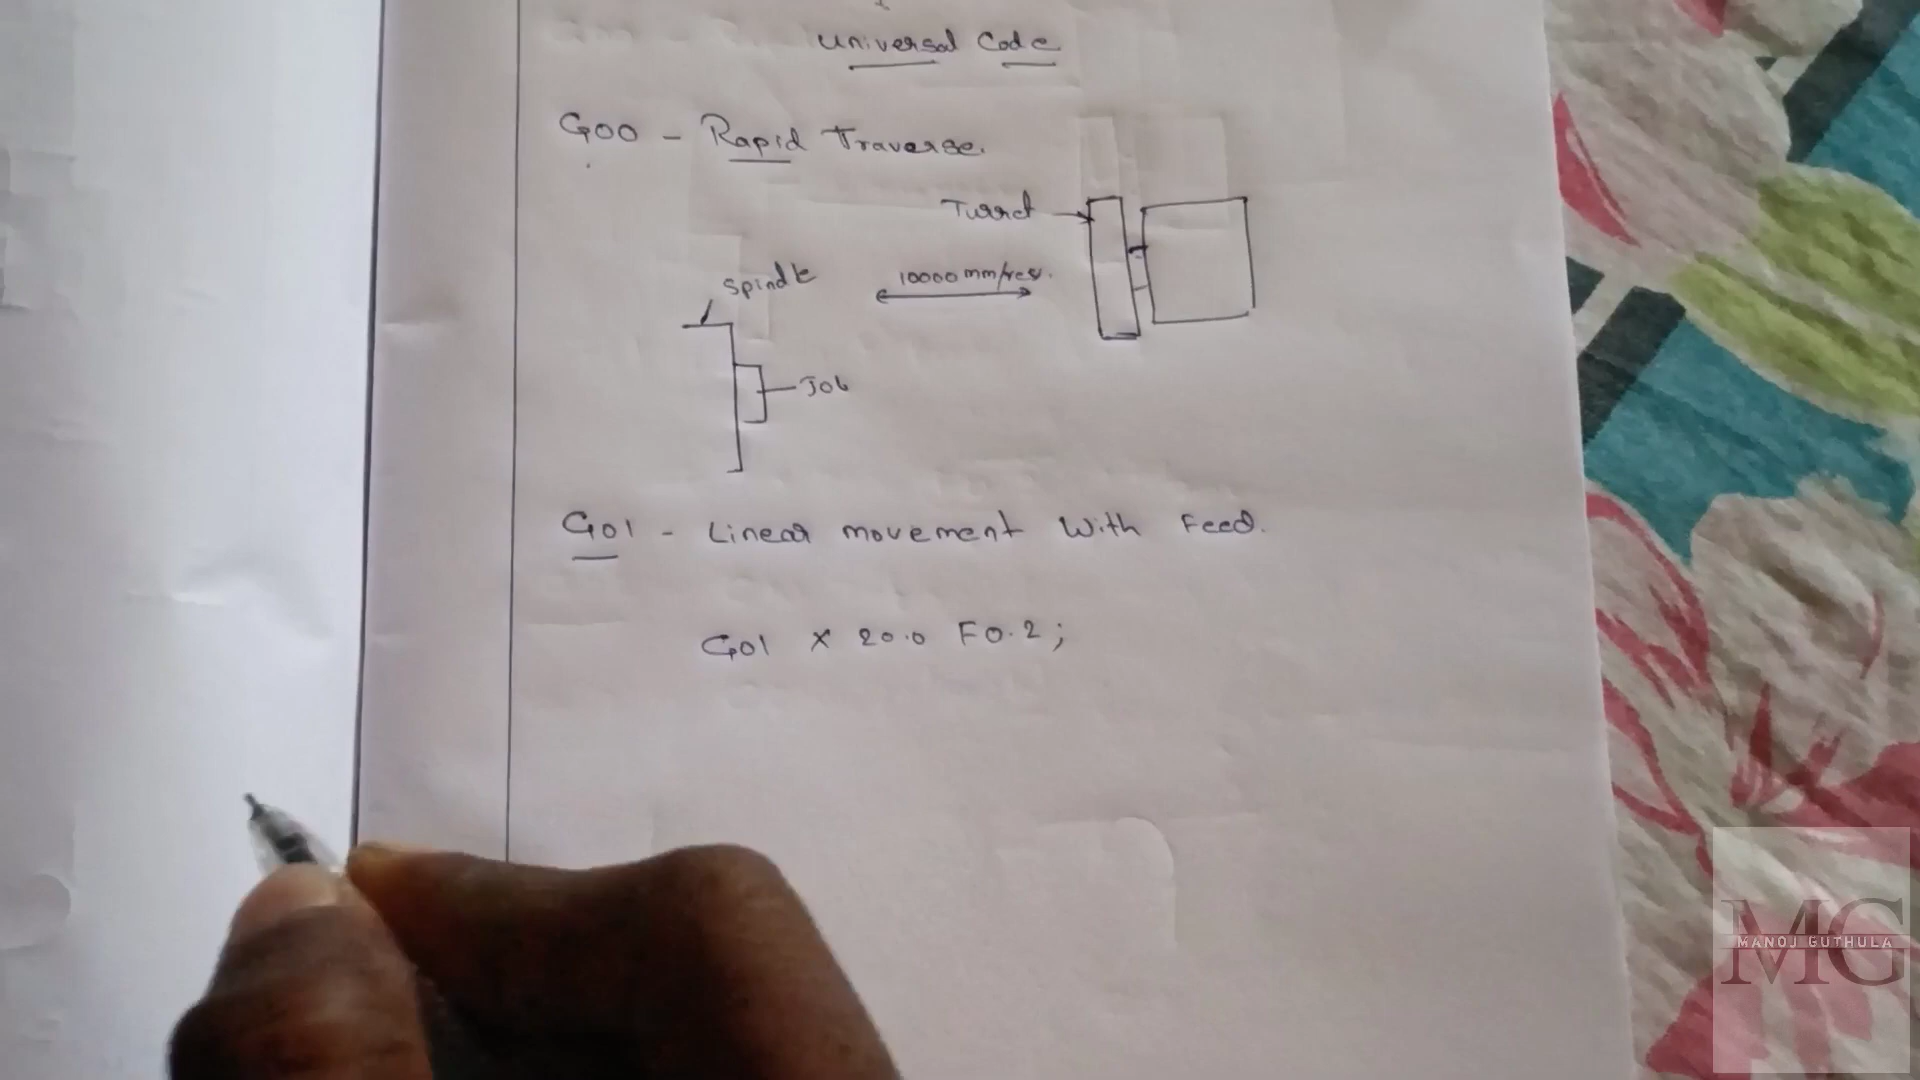 Universal Code
G00 - Rapid Traverse.
Turret
Spindle
10000 mm/rev.
Job
G01 - Linear movement With Feed.
G01 X 20.0 F0.2;
MG
MANOJ GUTHULA